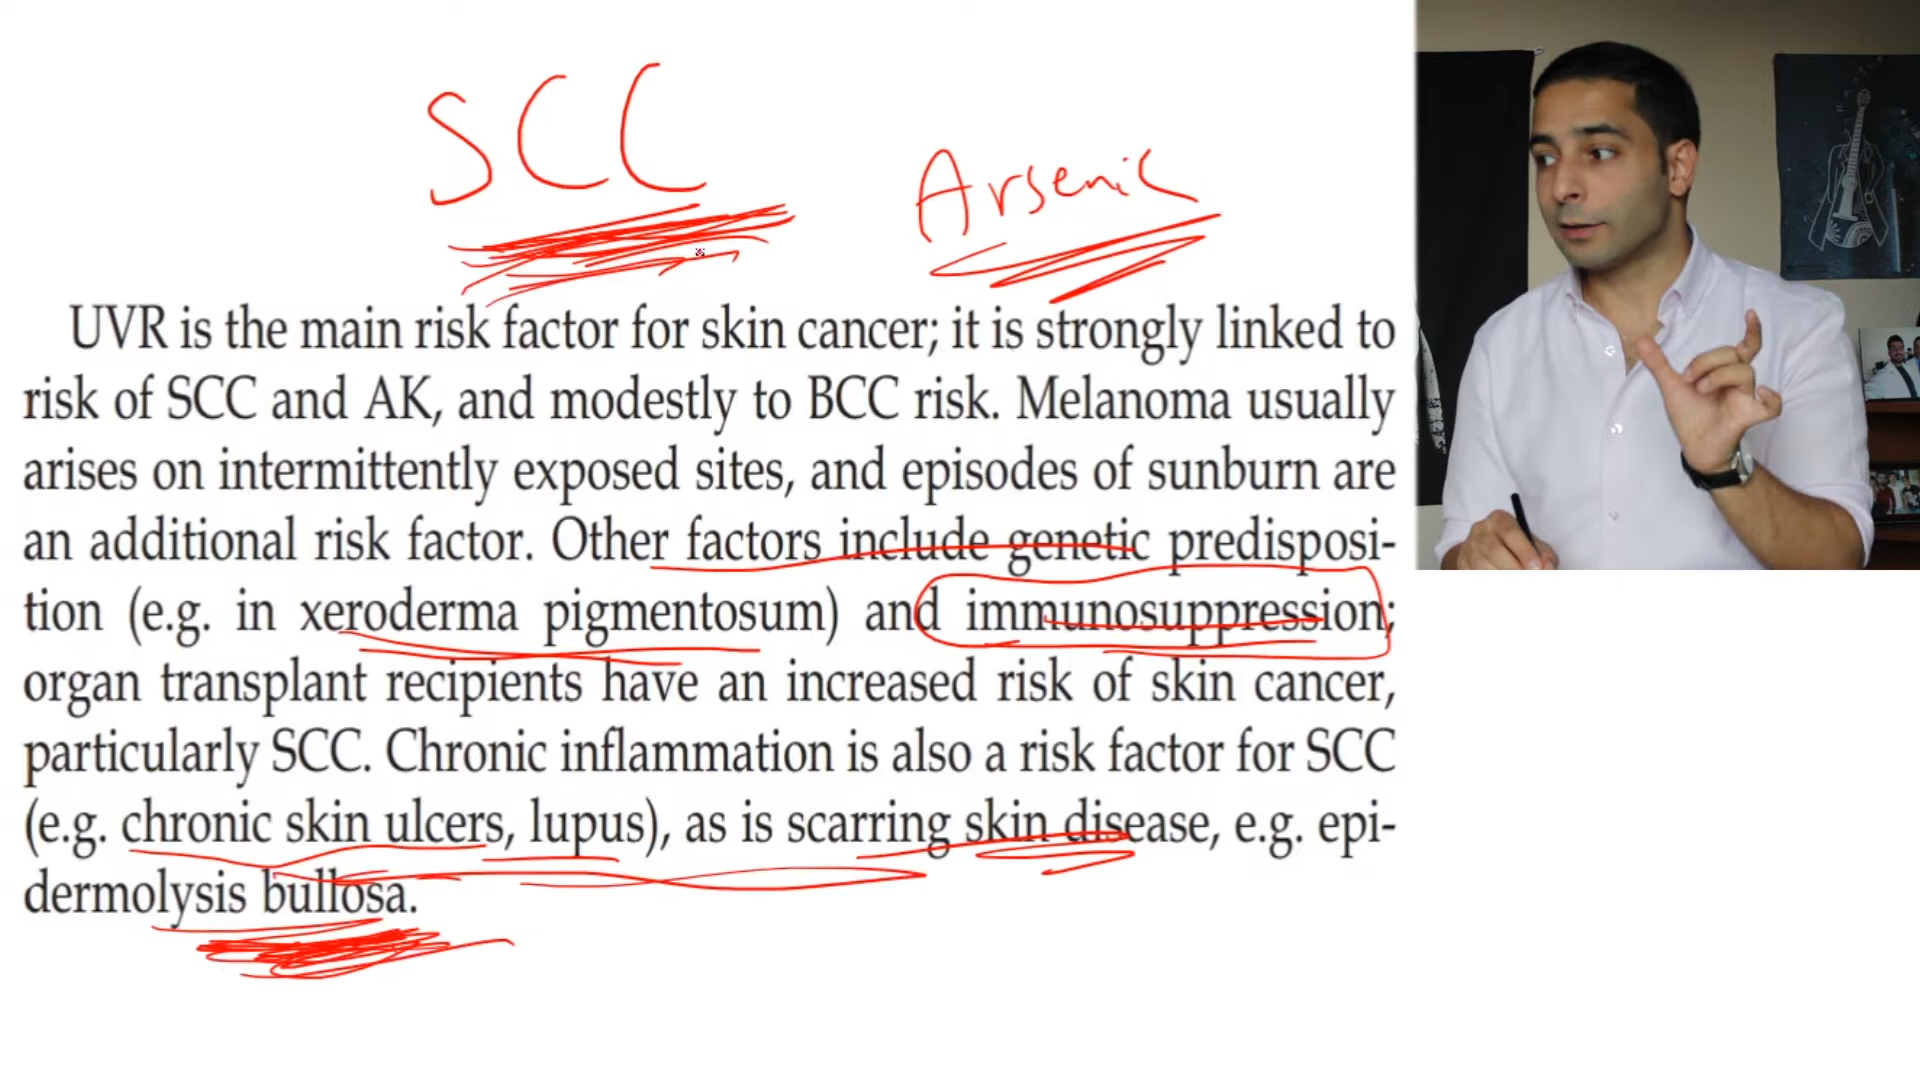 SCC
Arsenic
UVR is the main risk factor for skin cancer; it is strongly linked to
risk of SCC and AK, and modestly to BCC risk. Melanoma usually
arises on intermittently exposed sites, and episodes of sunburn are
an additional risk factor. Other factors include genetic predisposi-
tion (e.g. in xeroderma pigmentosum) and immunosuppression;
organ transplant recipients have an increased risk of skin cancer,
particularly SCC. Chronic inflammation is also a risk factor for SCC
(e.g. chronic skin ulcers, lupus), as is scarring skin disease, e.g. epi-
dermolysis bullosa.